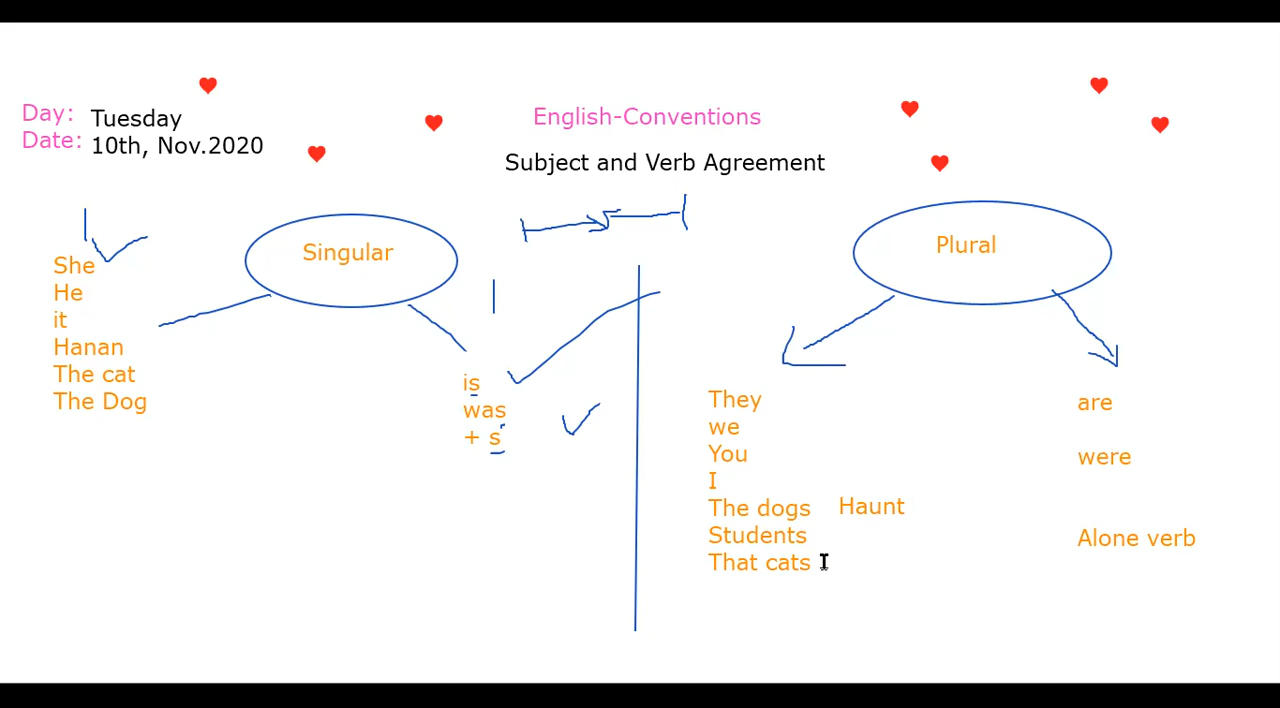 Day: Tuesday
Date: 10th, Nov.2020
English-Conventions
Subject and Verb Agreement
Singular
She
He
it
Hanan
The cat
The Dog
is
was
+ s
Plural
They
we
You
I
The dogs Haunt
Students
That cats
are
were
Alone verb